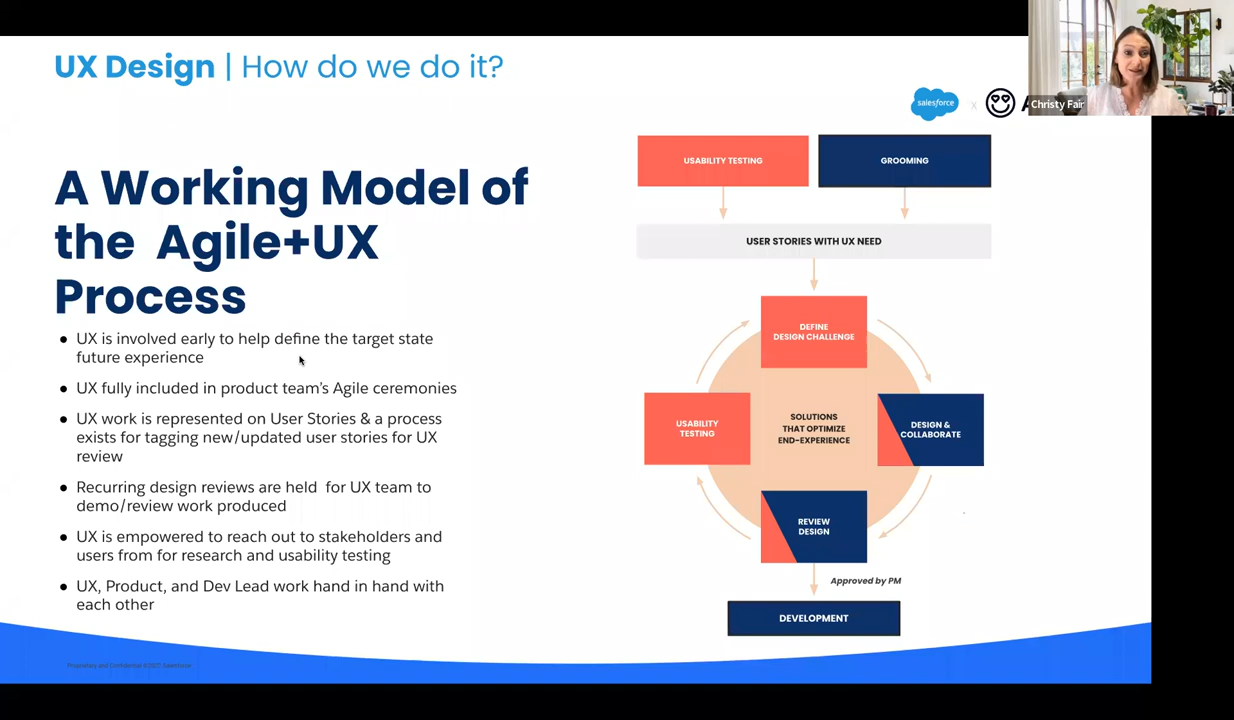 UX Design | How do we do it?
salesforce x
Christy Fair
A Working Model of
the Agile+UX
Process
● UX is involved early to help define the target state
future experience
● UX fully included in product team's Agile ceremonies
● UX work is represented on User Stories & a process
exists for tagging new/updated user stories for UX
review
● Recurring design reviews are held for UX team to
demo/review work produced
● UX is empowered to reach out to stakeholders and
users from for research and usability testing
● UX, Product, and Dev Lead work hand in hand with
each other
USABILITY TESTING
GROOMING
USER STORIES WITH UX NEED
DEFINE
DESIGN CHALLENGE
USABILITY
TESTING
SOLUTIONS
THAT OPTIMIZE
END-EXPERIENCE
DESIGN &
COLLABORATE
REVIEW
DESIGN
Approved by PM
DEVELOPMENT
Proprietary and Confidential ©2021 Salesforce